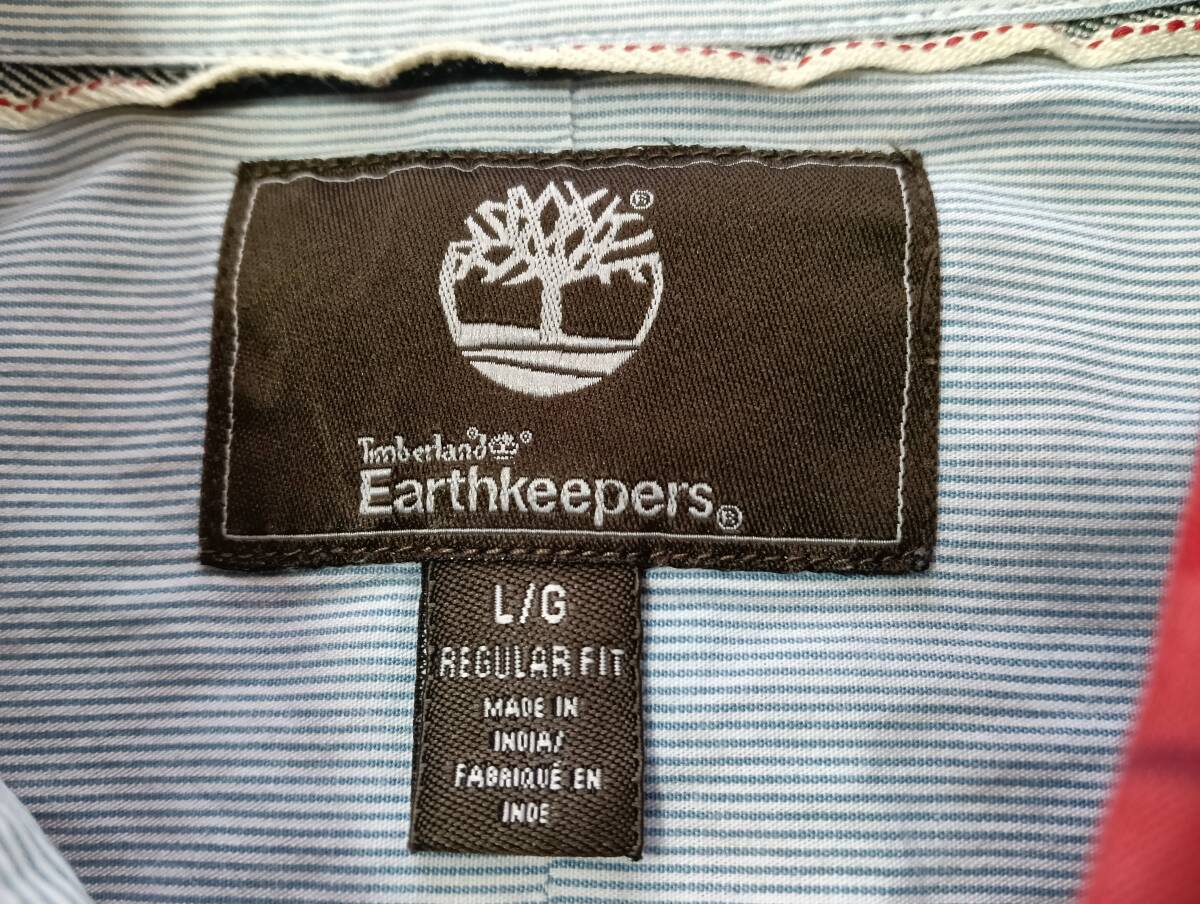 ®
Timberland® ®
Earthkeepers®
L/G
REGULAR FIT
MADE IN
INDIA/
FABRIQUÉ EN
INDE